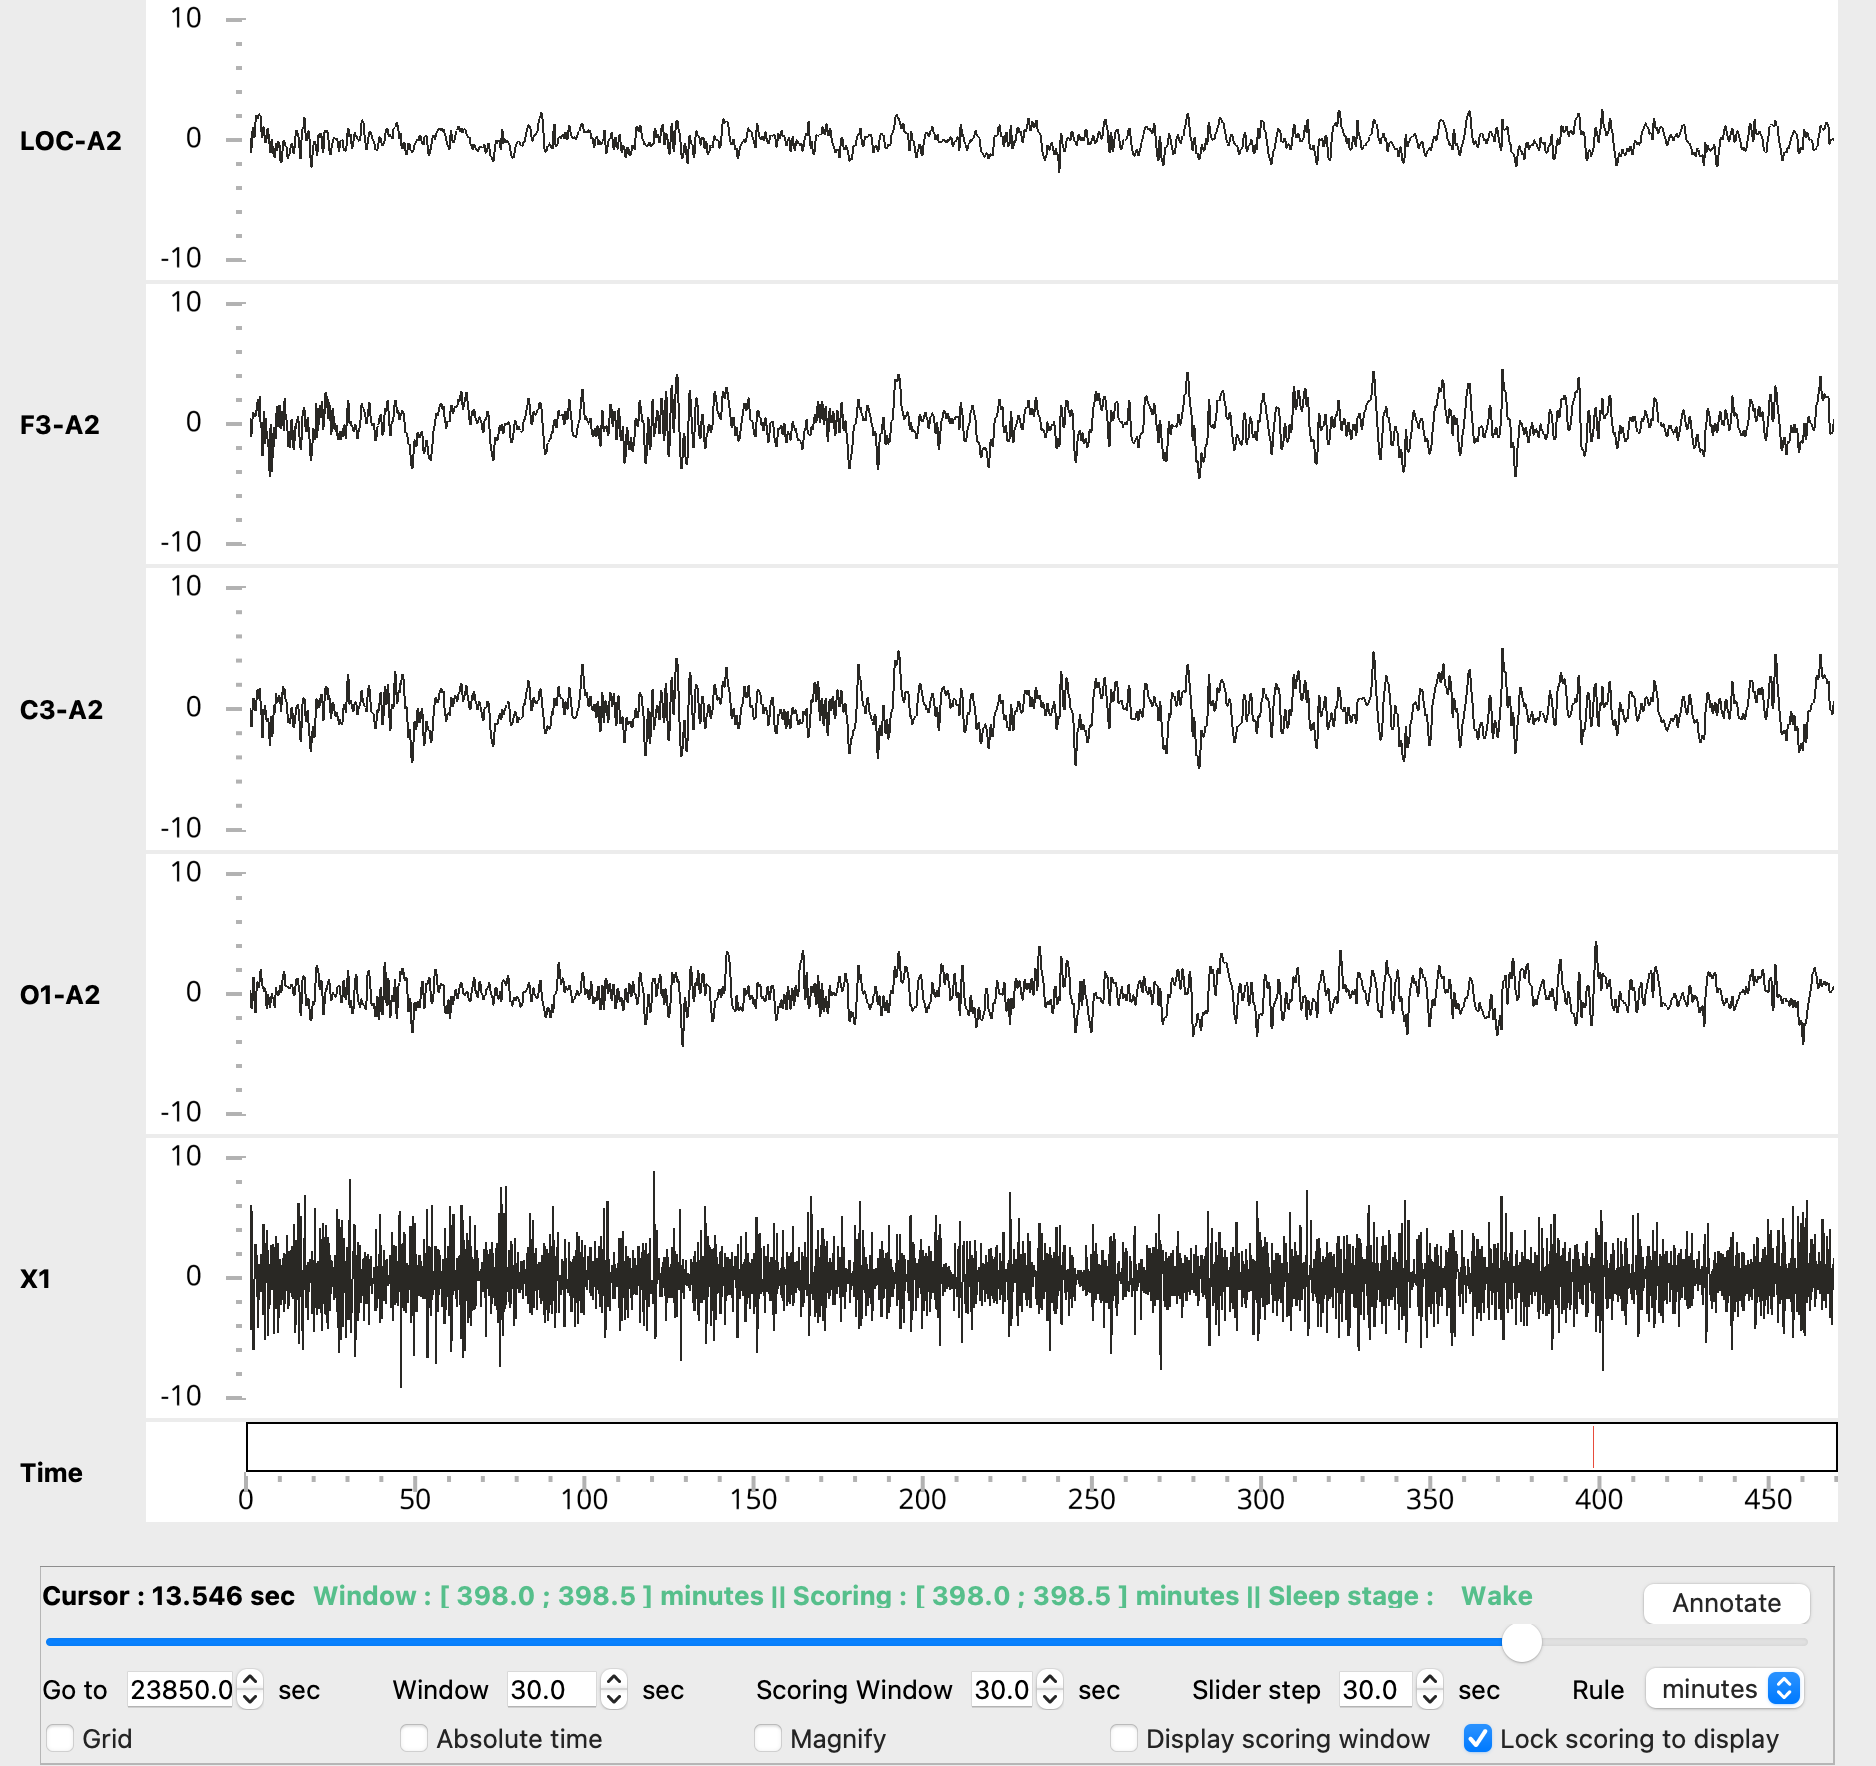 10
LOC-A2 0
-10
10
F3-A2 0
-10
10
C3-A2 0
-10
10
O1-A2 0
-10
10
X1 0
-10
Time
0 50 100 150 200 250 300 350 400 450
Cursor : 13.546 sec Window : [ 398.0 ; 398.5 ] minutes || Scoring : [ 398.0 ; 398.5 ] minutes || Sleep stage : Wake Annotate
Go to 23850.0 sec Window 30.0 sec Scoring Window 30.0 sec Slider step 30.0 sec Rule minutes
Grid Absolute time Magnify Display scoring window Lock scoring to display